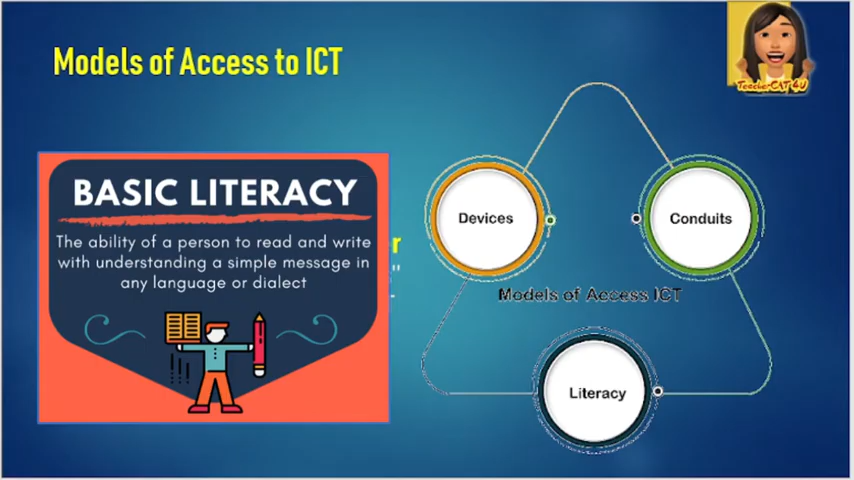 Models of Access to ICT
TeacherCAT 4U
BASIC LITERACY
The ability of a person to read and write
with understanding a simple message in
any language or dialect
Devices
Conduits
Models of Access ICT
Literacy